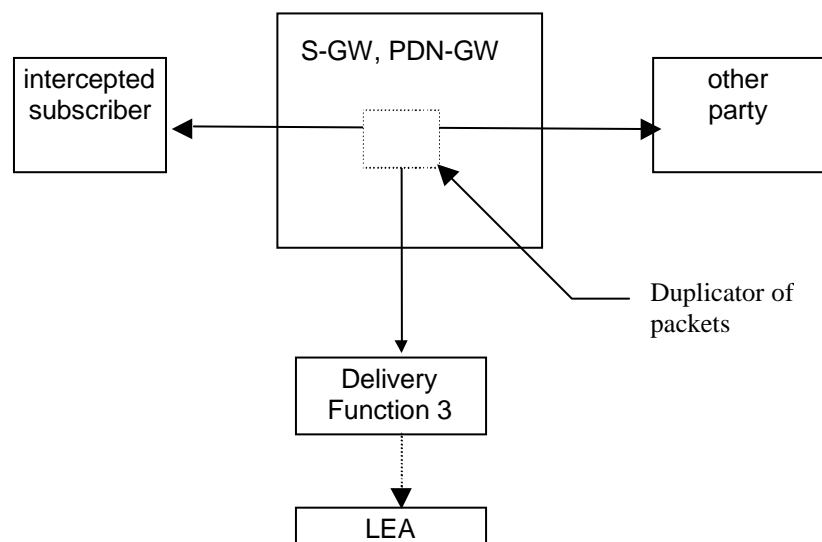 S-GW, PDN-GW
intercepted
subscriber
other
party
Duplicator of
packets
Delivery
Function 3
LEA